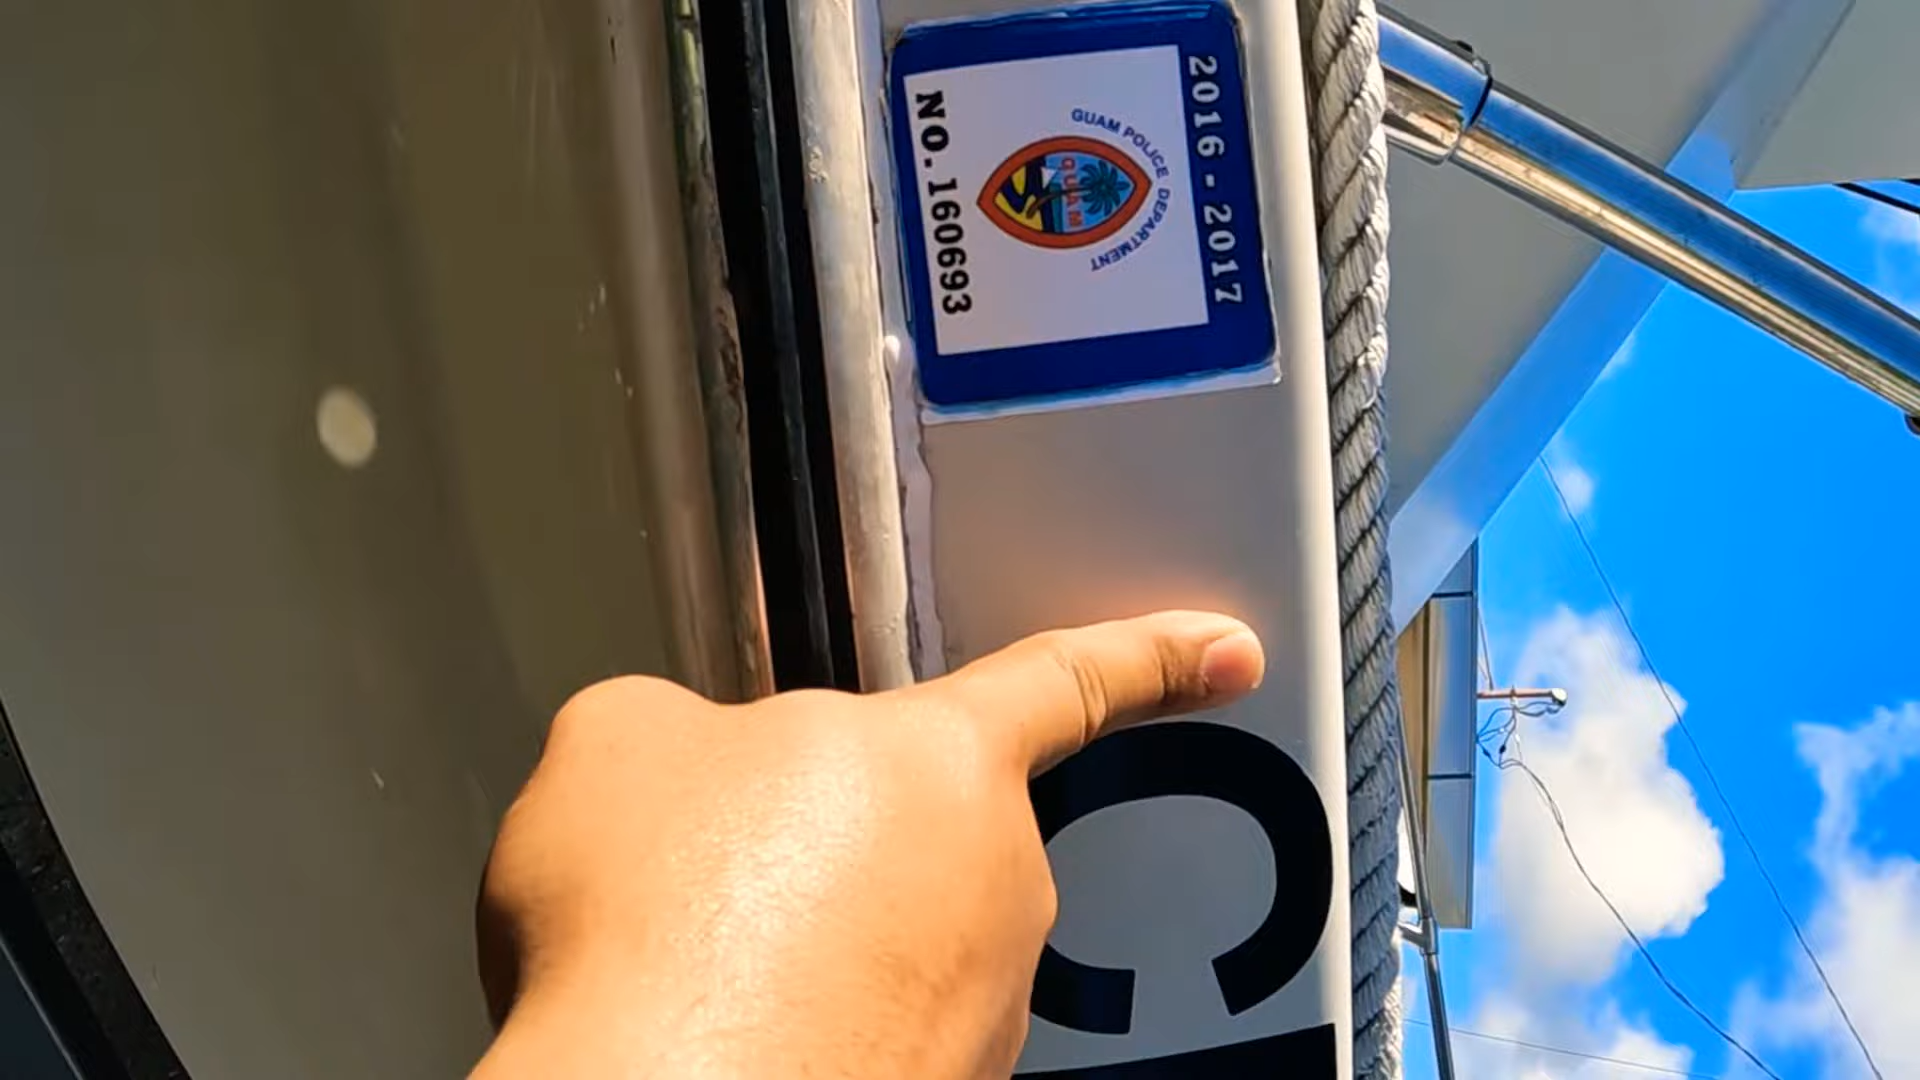 2016 - 2017
GUAM POLICE DEPARTMENT
GUAM
NO. 160693
C